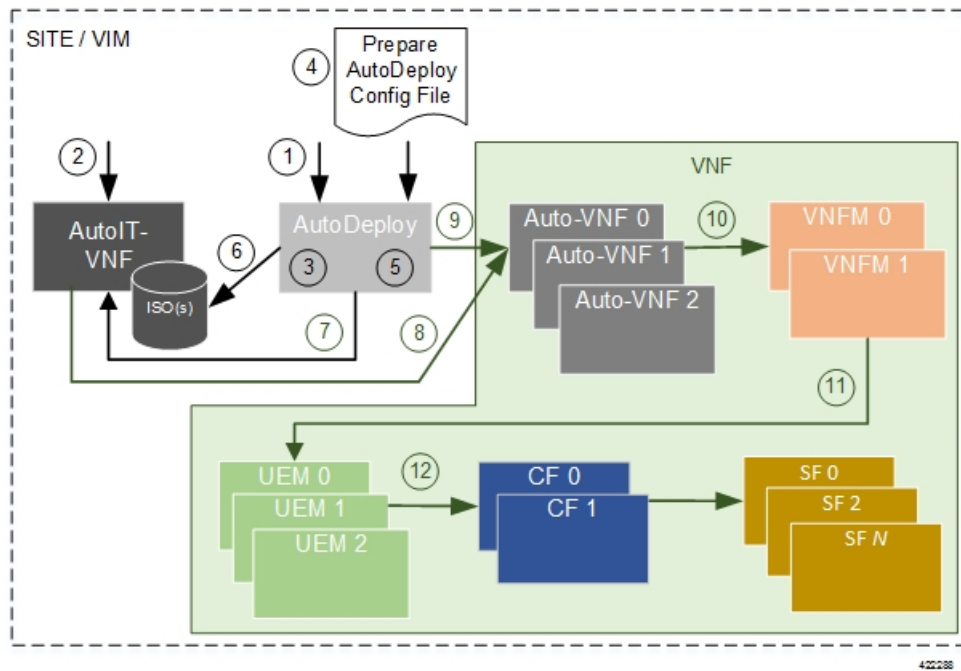 SITE / VIM
4
Prepare
AutoDeploy
Config File
2
1
VNF
AutoIT-
VNF
ISO(s)
6
AutoDeploy
3
5
9
Auto-VNF 0
Auto-VNF 1
Auto-VNF 2
10
VNFM 0
VNFM 1
7
8
11
UEM 0
UEM 1
UEM 2
12
CF 0
CF 1
SF 0
SF 2
SF N
422288